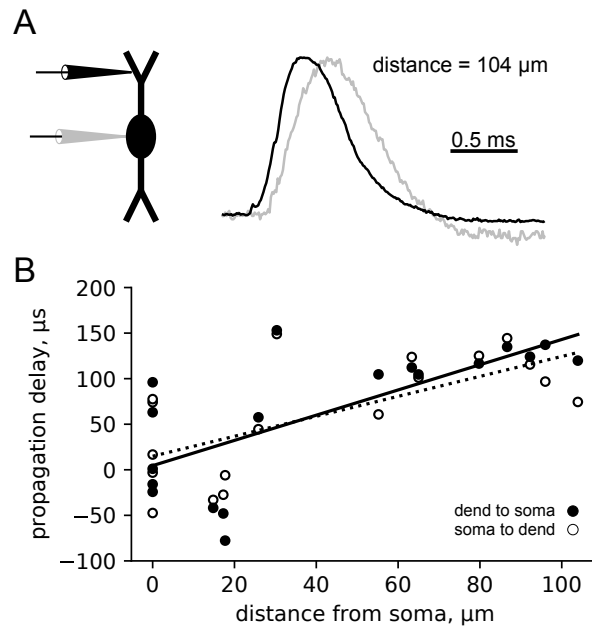 A
distance = 104 μm
0.5 ms
B
200
150
100
50
0
−50
−100
propagation delay, μs
dend to soma
soma to dend
0
20
40
60
80
100
distance from soma, μm